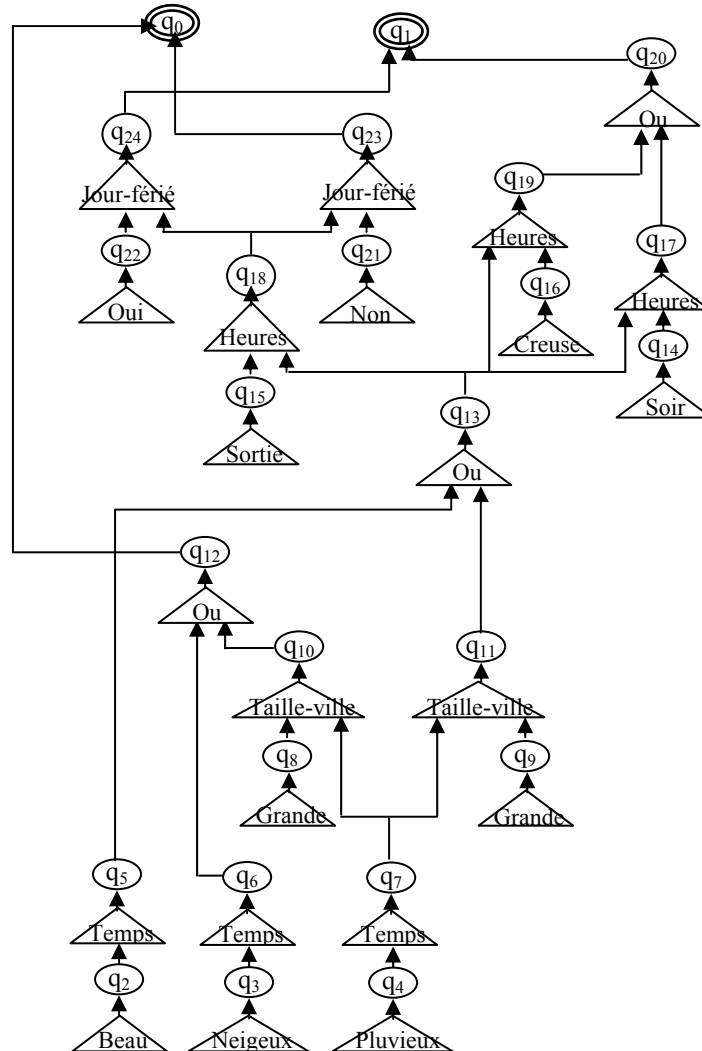 q0 q1
q20
Ou
q24 q23
q19
Jour-férié Jour-férié
Heures q17
q22 q21
q18 q16
Oui Non Heures
Heures Creuse q14
q15
q13 Soir
Sortie
Ou
q12
Ou
q10 q11
Taille-ville Taille-ville
q8 q9
Grande Grande
q5 q6 q7
Temps Temps Temps
q2 q3 q4
Beau Neigeux Pluvieux